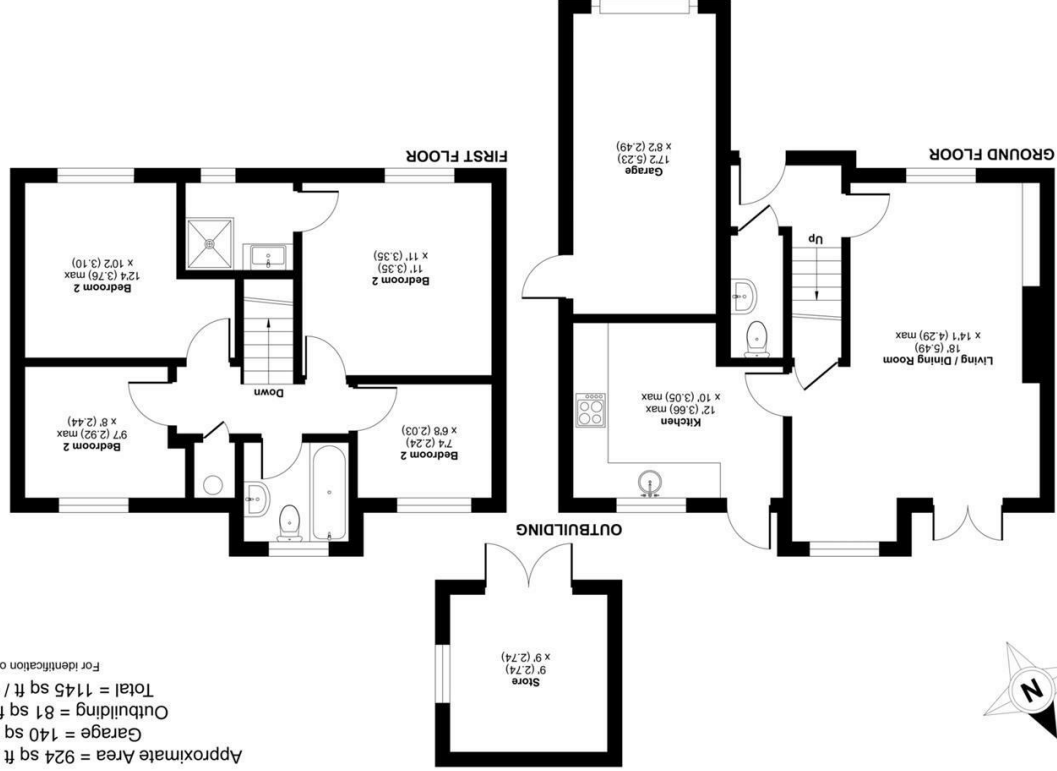 Approximate Area = 924 sq ft
Garage = 140 sq
Outbuilding = 81 sq f
Total = 1145 sq ft /
For identification o
N
Store
9' (2.74)
x 9' (2.74)
OUTBUILDING
Living / Dining Room
18' (5.49)
x 14'1 (4.29) max
Kitchen
12' (3.66) max
x 10' (3.05) max
Up
Garage
17'2 (5.23)
x 8'2 (2.49)
GROUND FLOOR
Bedroom 2
7'4 (2.24)
x 6'8 (2.03)
Bedroom 2
9'7 (2.92) max
x 8' (2.44)
Down
Bedroom 2
11' (3.35)
x 11' (3.35)
Bedroom 2
12'4 (3.76) max
x 10'2 (3.10)
FIRST FLOOR